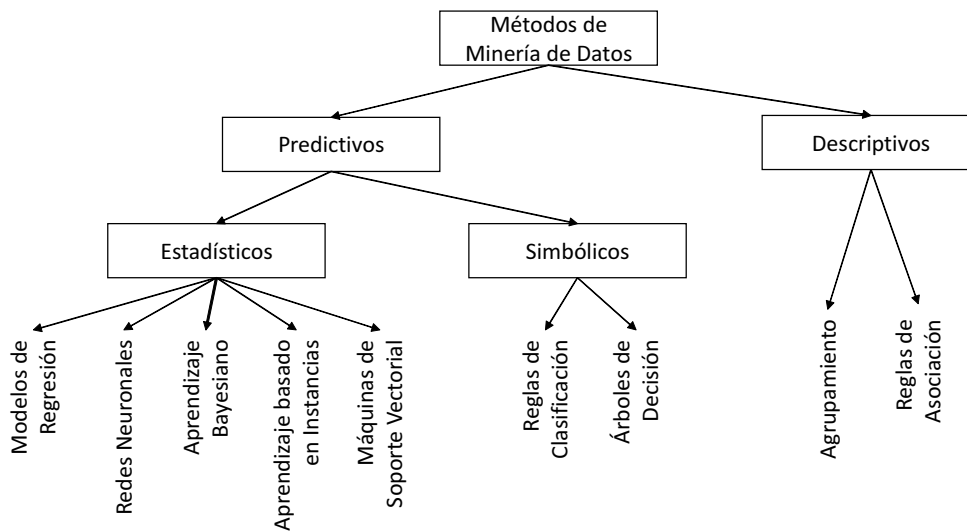 Métodos de
Minería de Datos
Predictivos
Descriptivos
Estadísticos
Simbólicos
Modelos de
Regresión
Redes Neuronales
Aprendizaje
Bayesiano
Aprendizaje basado
en Instancias
Máquinas de
Soporte Vectorial
Reglas de
Clasificación
Árboles de
Decisión
Agrupamiento
Reglas de
Asociación